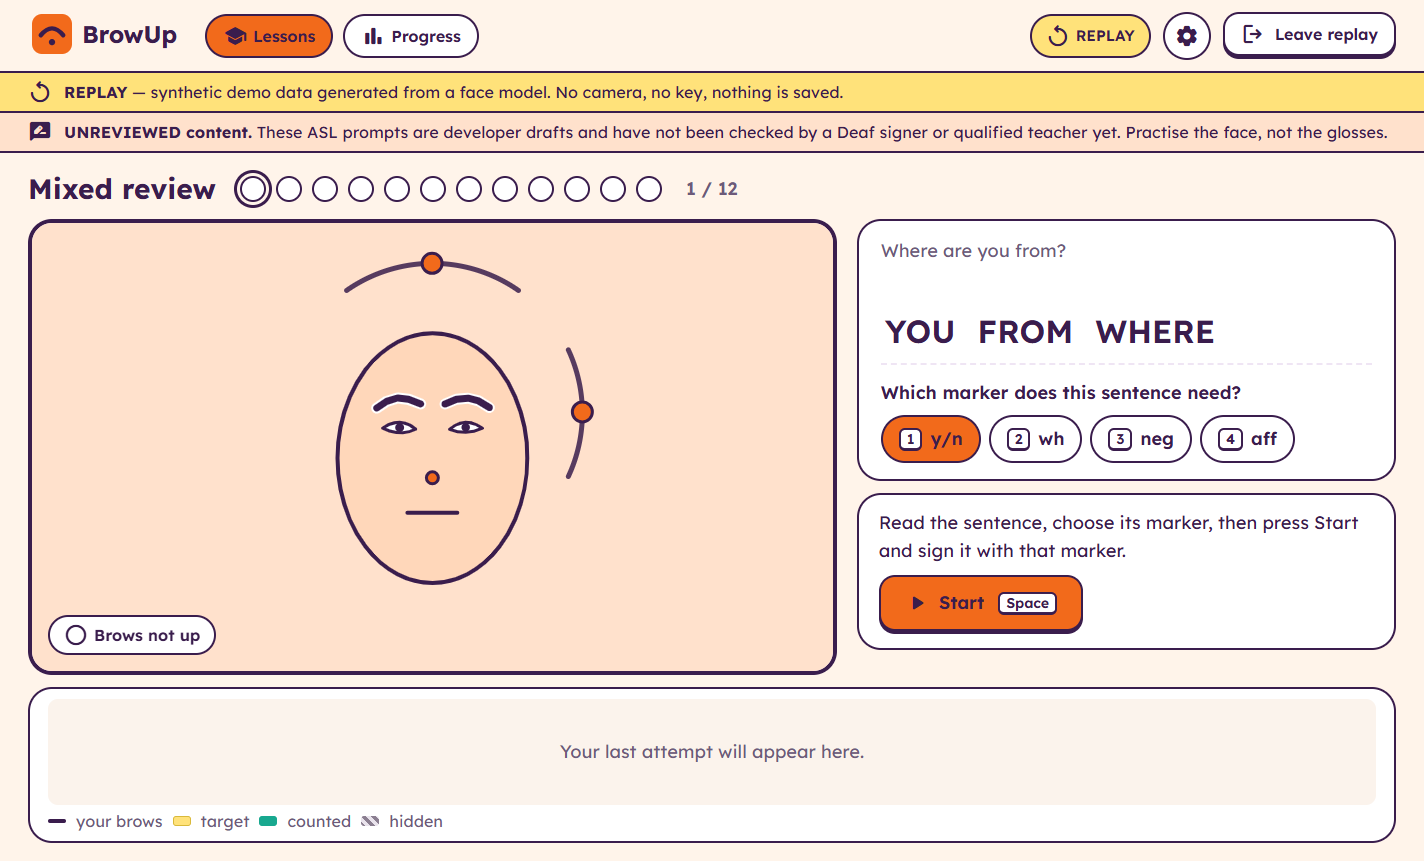 BrowUp
Lessons
Progress
REPLAY
Leave replay
REPLAY — synthetic demo data generated from a face model. No camera, no key, nothing is saved.
UNREVIEWED content. These ASL prompts are developer drafts and have not been checked by a Deaf signer or qualified teacher yet. Practise the face, not the glosses.
Mixed review
1 / 12
Where are you from?
YOU FROM WHERE
Which marker does this sentence need?
1 y/n 2 wh 3 neg 4 aff
Read the sentence, choose its marker, then press Start
and sign it with that marker.
Start Space
Brows not up
Your last attempt will appear here.
your brows target counted hidden